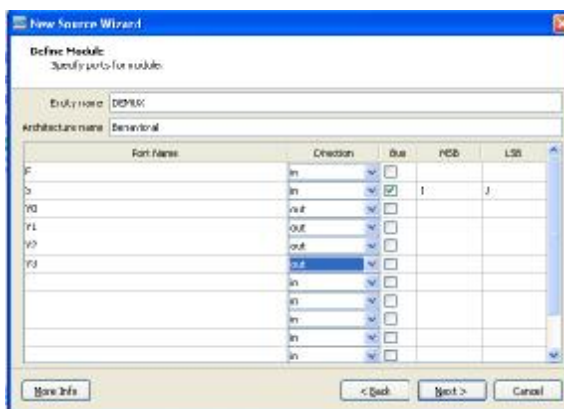 New Source Wizard
Define Module
Specify ports for module.
Entity name DEMUX
Architecture name Behavioral
Port Name Direction Bus MSB LSB
F in
S in 1
Y0 out
Y1 out
Y2 out
Y3 out
in
in
in
in
in
More Info < Back Next > Cancel